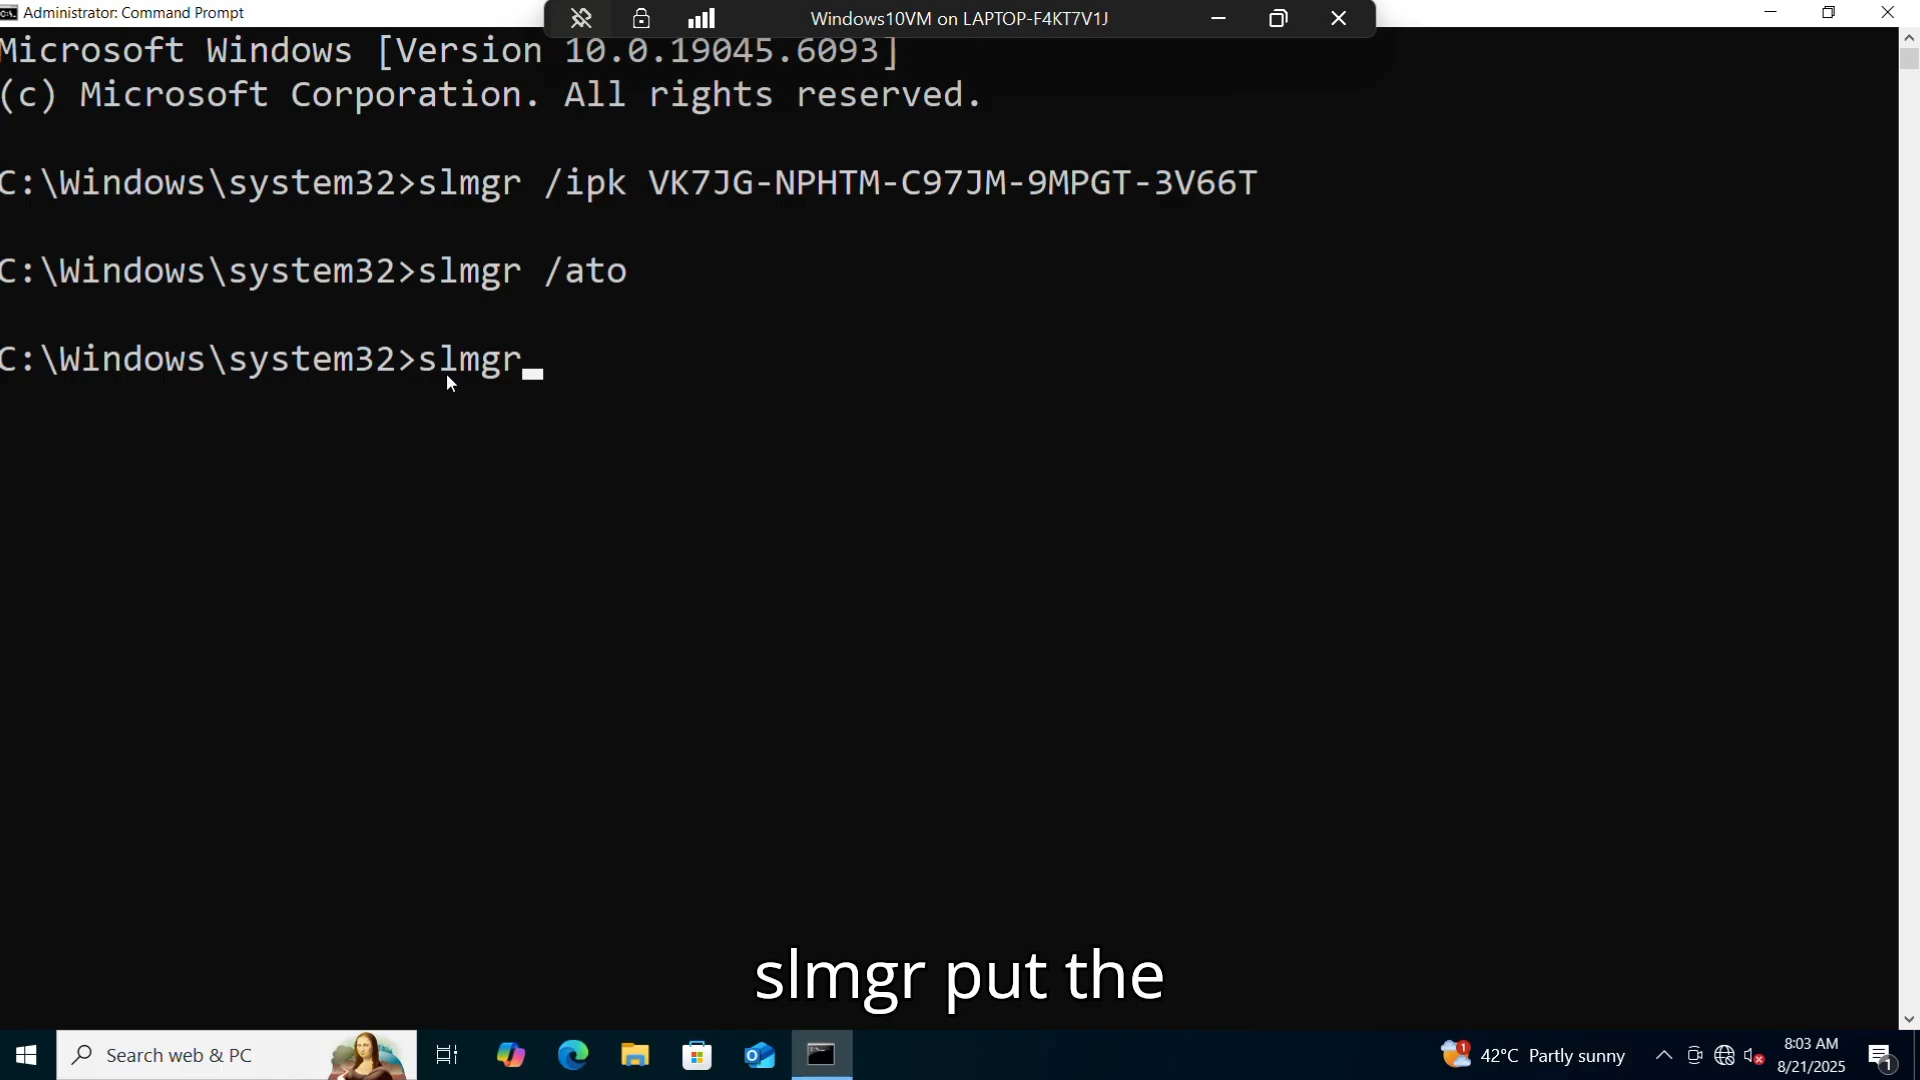 Administrator: Command Prompt
Windows10VM on LAPTOP-F4KT7V1J
Microsoft Windows [Version 10.0.19045.6093]
(c) Microsoft Corporation. All rights reserved.
C:\Windows\system32>slmgr /ipk VK7JG-NPHTM-C97JM-9MPGT-3V66T
C:\Windows\system32>slmgr /ato
C:\Windows\system32>slmgr
slmgr put the
Search web & PC
42°C Partly sunny
8:03 AM
8/21/2025
1
1